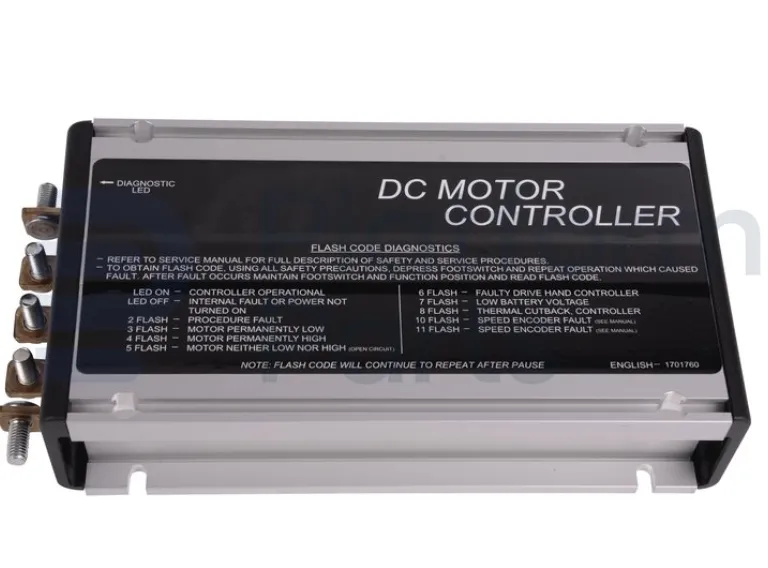 ← DIAGNOSTIC
LED
DC MOTOR
CONTROLLER
FLASH CODE DIAGNOSTICS
- REFER TO SERVICE MANUAL FOR FULL DESCRIPTION OF SAFETY AND SERVICE PROCEDURES.
- TO OBTAIN FLASH CODE, USING ALL SAFETY PRECAUTIONS, DEPRESS FOOTSWITCH AND REPEAT OPERATION WHICH CAUSED
FAULT. AFTER FAULT OCCURS MAINTAIN FOOTSWITCH AND FUNCTION POSITION AND READ FLASH CODE.
LED ON - CONTROLLER OPERATIONAL
LED OFF - INTERNAL FAULT OR POWER NOT
TURNED ON
2 FLASH - PROCEDURE FAULT
3 FLASH - MOTOR PERMANENTLY LOW
4 FLASH - MOTOR PERMANENTLY HIGH
5 FLASH - MOTOR NEITHER LOW NOR HIGH (OPEN CIRCUIT)
6 FLASH - FAULTY DRIVE HAND CONTROLLER
7 FLASH - LOW BATTERY VOLTAGE
8 FLASH - THERMAL CUTBACK, CONTROLLER
10 FLASH - SPEED ENCODER FAULT (SEE MANUAL)
11 FLASH - SPEED ENCODER FAULT (SEE MANUAL)
NOTE: FLASH CODE WILL CONTINUE TO REPEAT AFTER PAUSE
ENGLISH- 1701760